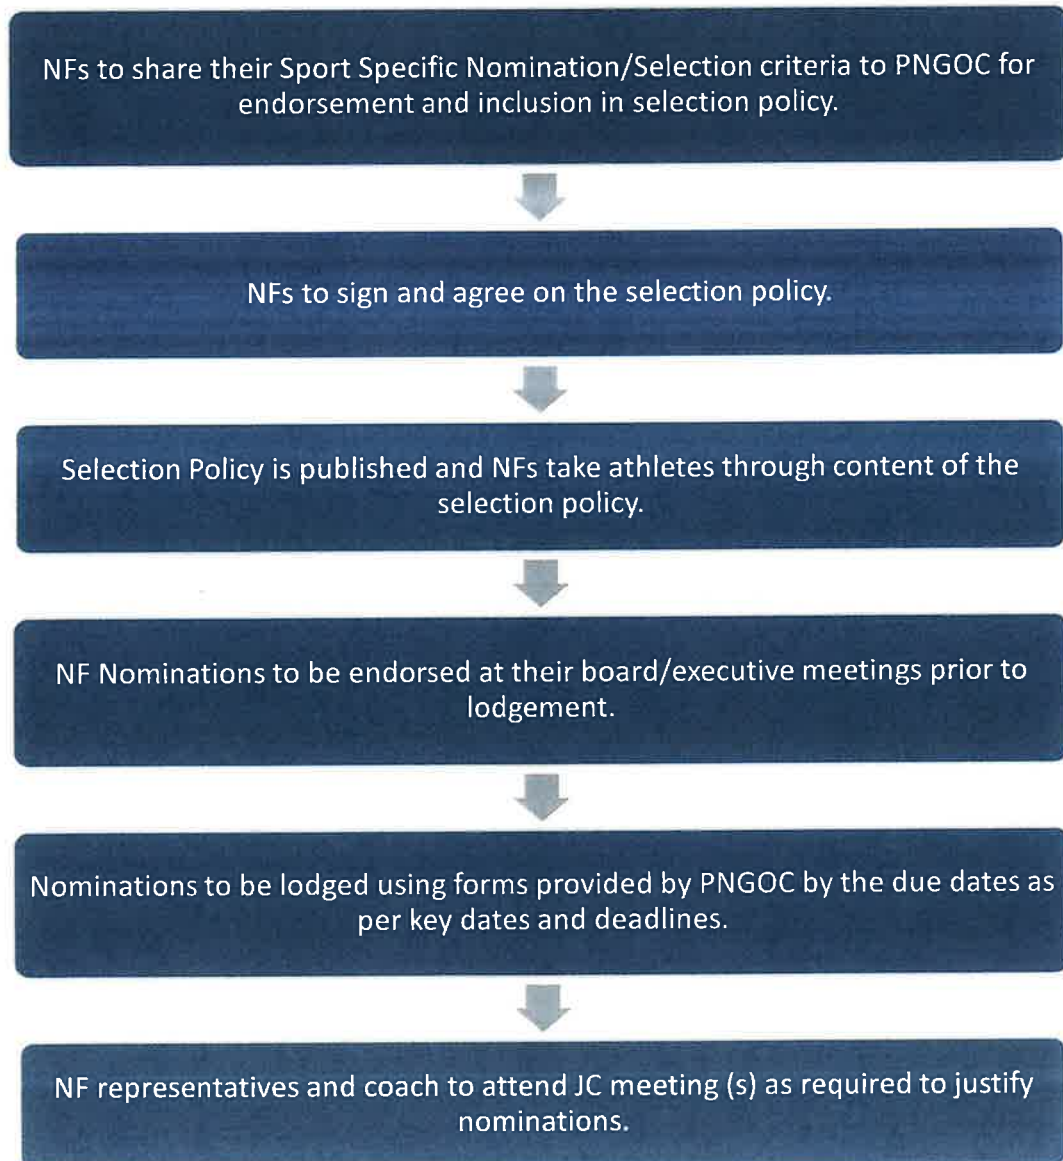 NFs to share their Sport Specific Nomination/Selection criteria to PNGOC for
endorsement and inclusion in selection policy.
NFs to sign and agree on the selection policy.
Selection Policy is published and NFs take athletes through content of the
selection policy.
NF Nominations to be endorsed at their board/executive meetings prior to
lodgement.
Nominations to be lodged using forms provided by PNGOC by the due dates as
per key dates and deadlines.
NF representatives and coach to attend JC meeting (s) as required to justify
nominations.